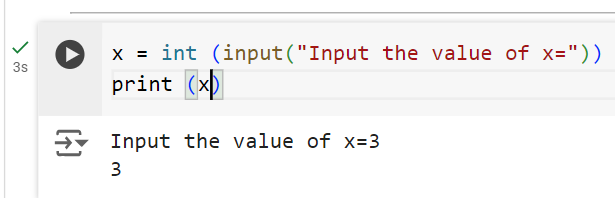 3s
x = int (input("Input the value of x="))
print (x)
Input the value of x=3
3